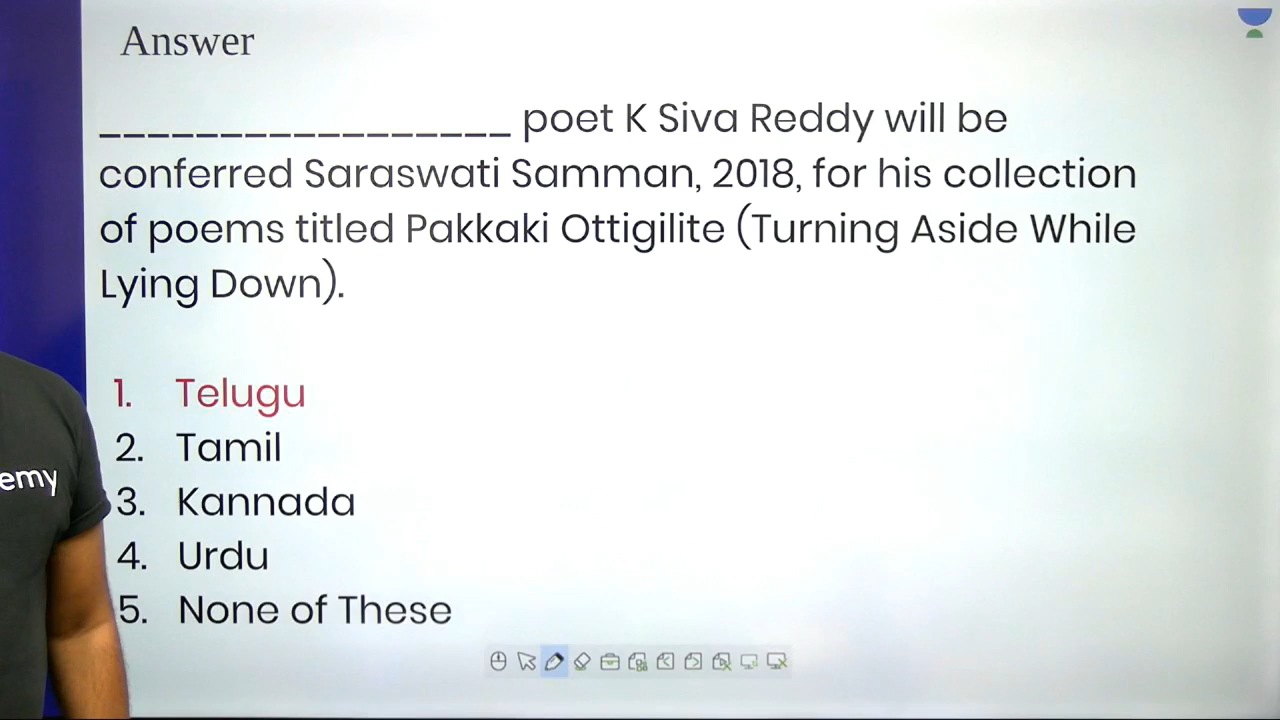 Answer
_________________ poet K Siva Reddy will be
conferred Saraswati Samman, 2018, for his collection
of poems titled Pakkaki Ottigilite (Turning Aside While
Lying Down).
1. Telugu
2. Tamil
3. Kannada
4. Urdu
5. None of These
emy